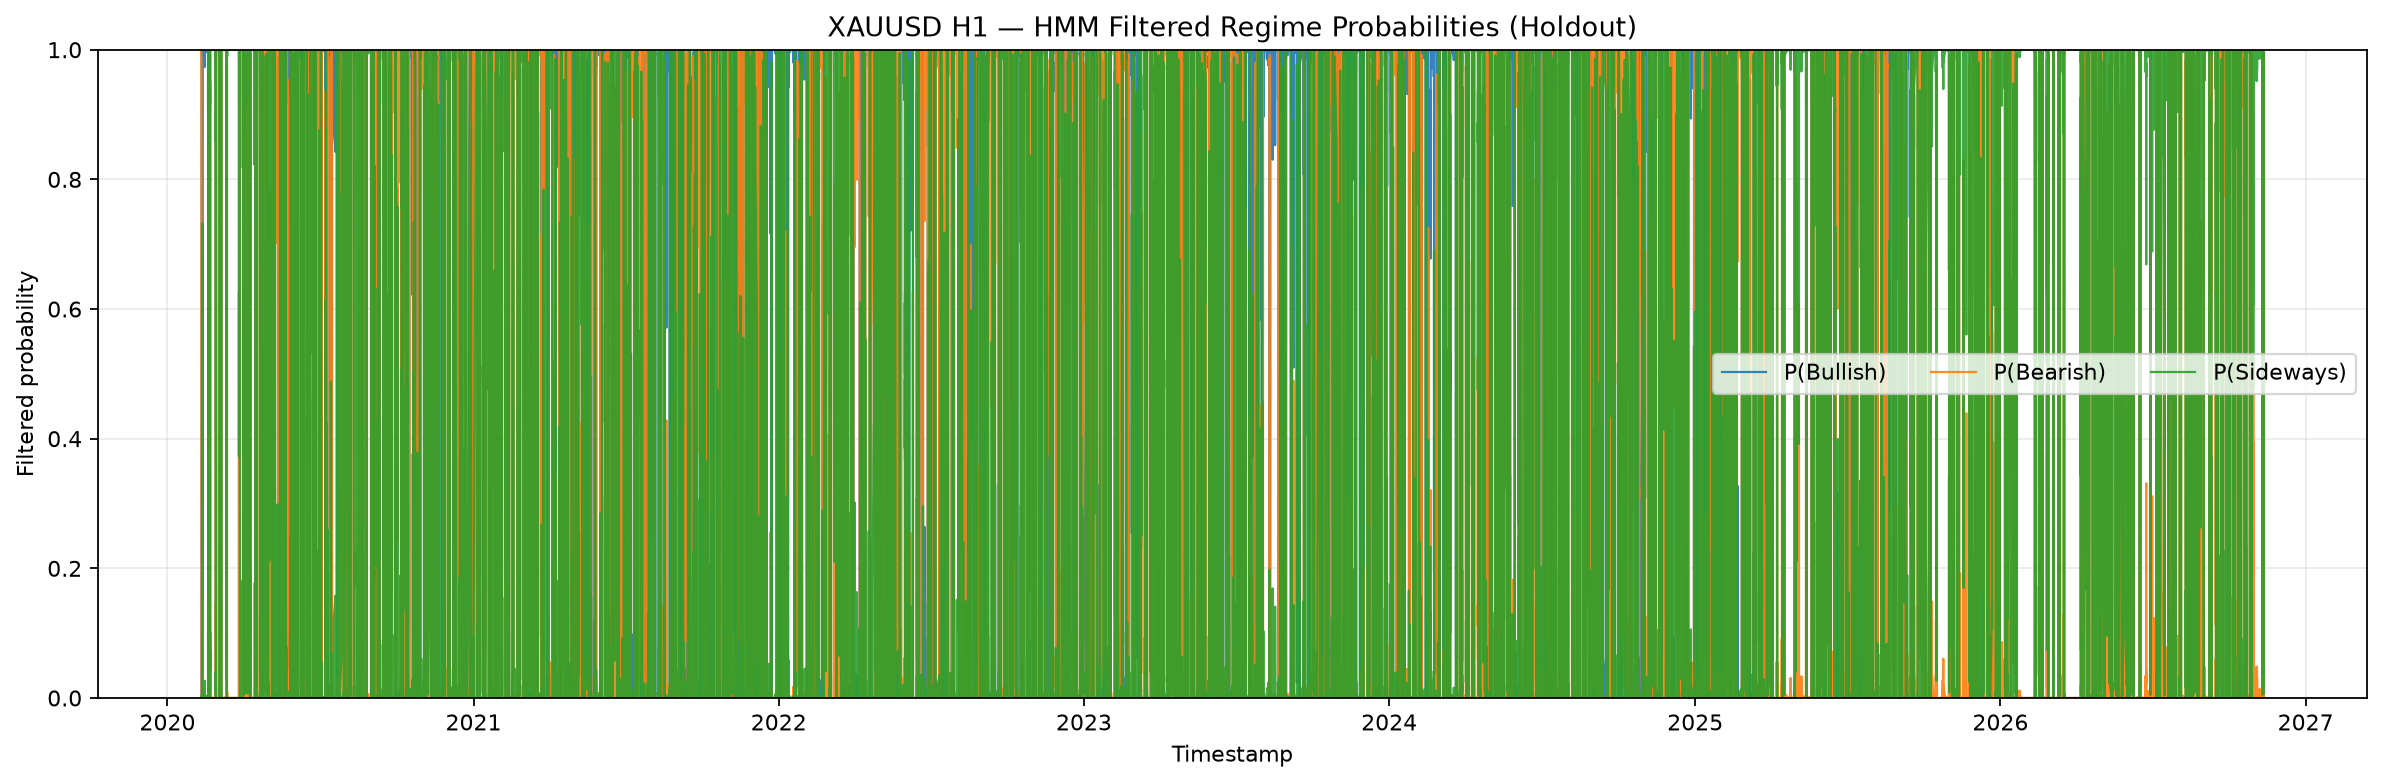 XAUUSD H1 — HMM Filtered Regime Probabilities (Holdout)
Filtered probability
1.0
0.8
0.6
0.4
0.2
0.0
P(Bullish) P(Bearish) P(Sideways)
2020 2021 2022 2023 2024 2025 2026 2027
Timestamp